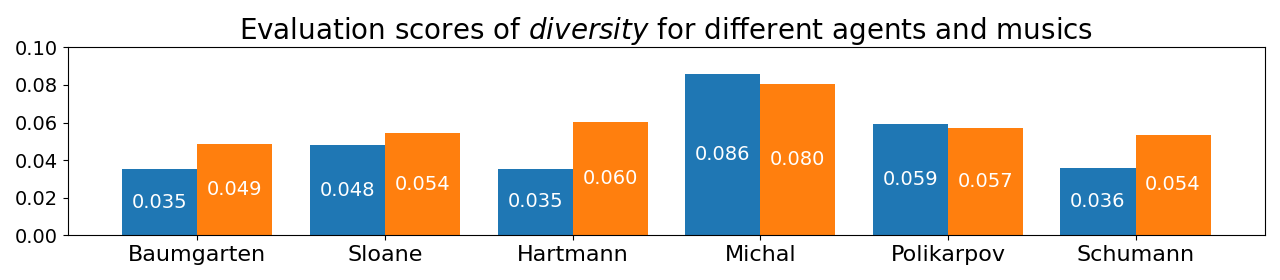 Evaluation scores of diversity for different agents and musics
0.10
0.08
0.06
0.04
0.02
0.00
0.035
0.049
0.048
0.054
0.035
0.060
0.086
0.080
0.059
0.057
0.036
0.054
Baumgarten
Sloane
Hartmann
Michal
Polikarpov
Schumann